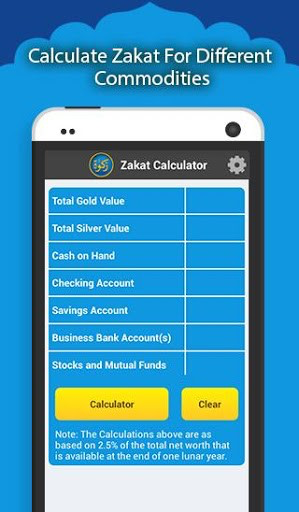 Calculate Zakat For Different
Commodities
زكوة
Zakat Calculator
Total Gold Value
Total Silver Value
Cash on Hand
Checking Account
Savings Account
Business Bank Account(s)
Stocks and Mutual Funds
Calculator
Clear
Note: The Calculations above are as
based on 2.5% of the total net worth that
is available at the end of one lunar year.